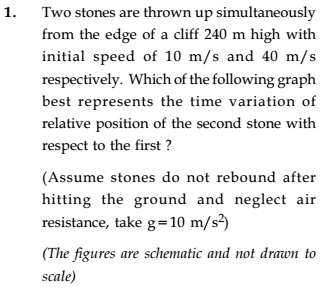 1. Two stones are thrown up simultaneously
from the edge of a cliff 240 m high with
initial speed of 10 m/s and 40 m/s
respectively. Which of the following graph
best represents the time variation of
relative position of the second stone with
respect to the first ?
(Assume stones do not rebound after
hitting the ground and neglect air
resistance, take g=10 m/s²)
(The figures are schematic and not drawn to
scale)